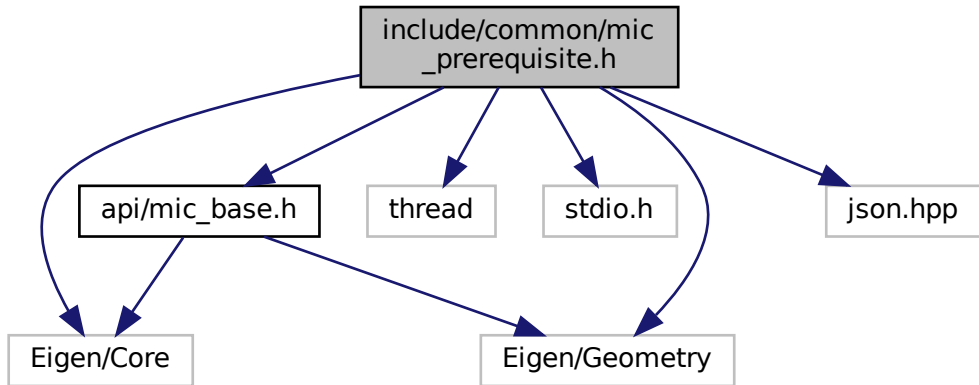 include/common/mic
_prerequisite.h
api/mic_base.h
thread
stdio.h
json.hpp
Eigen/Core
Eigen/Geometry